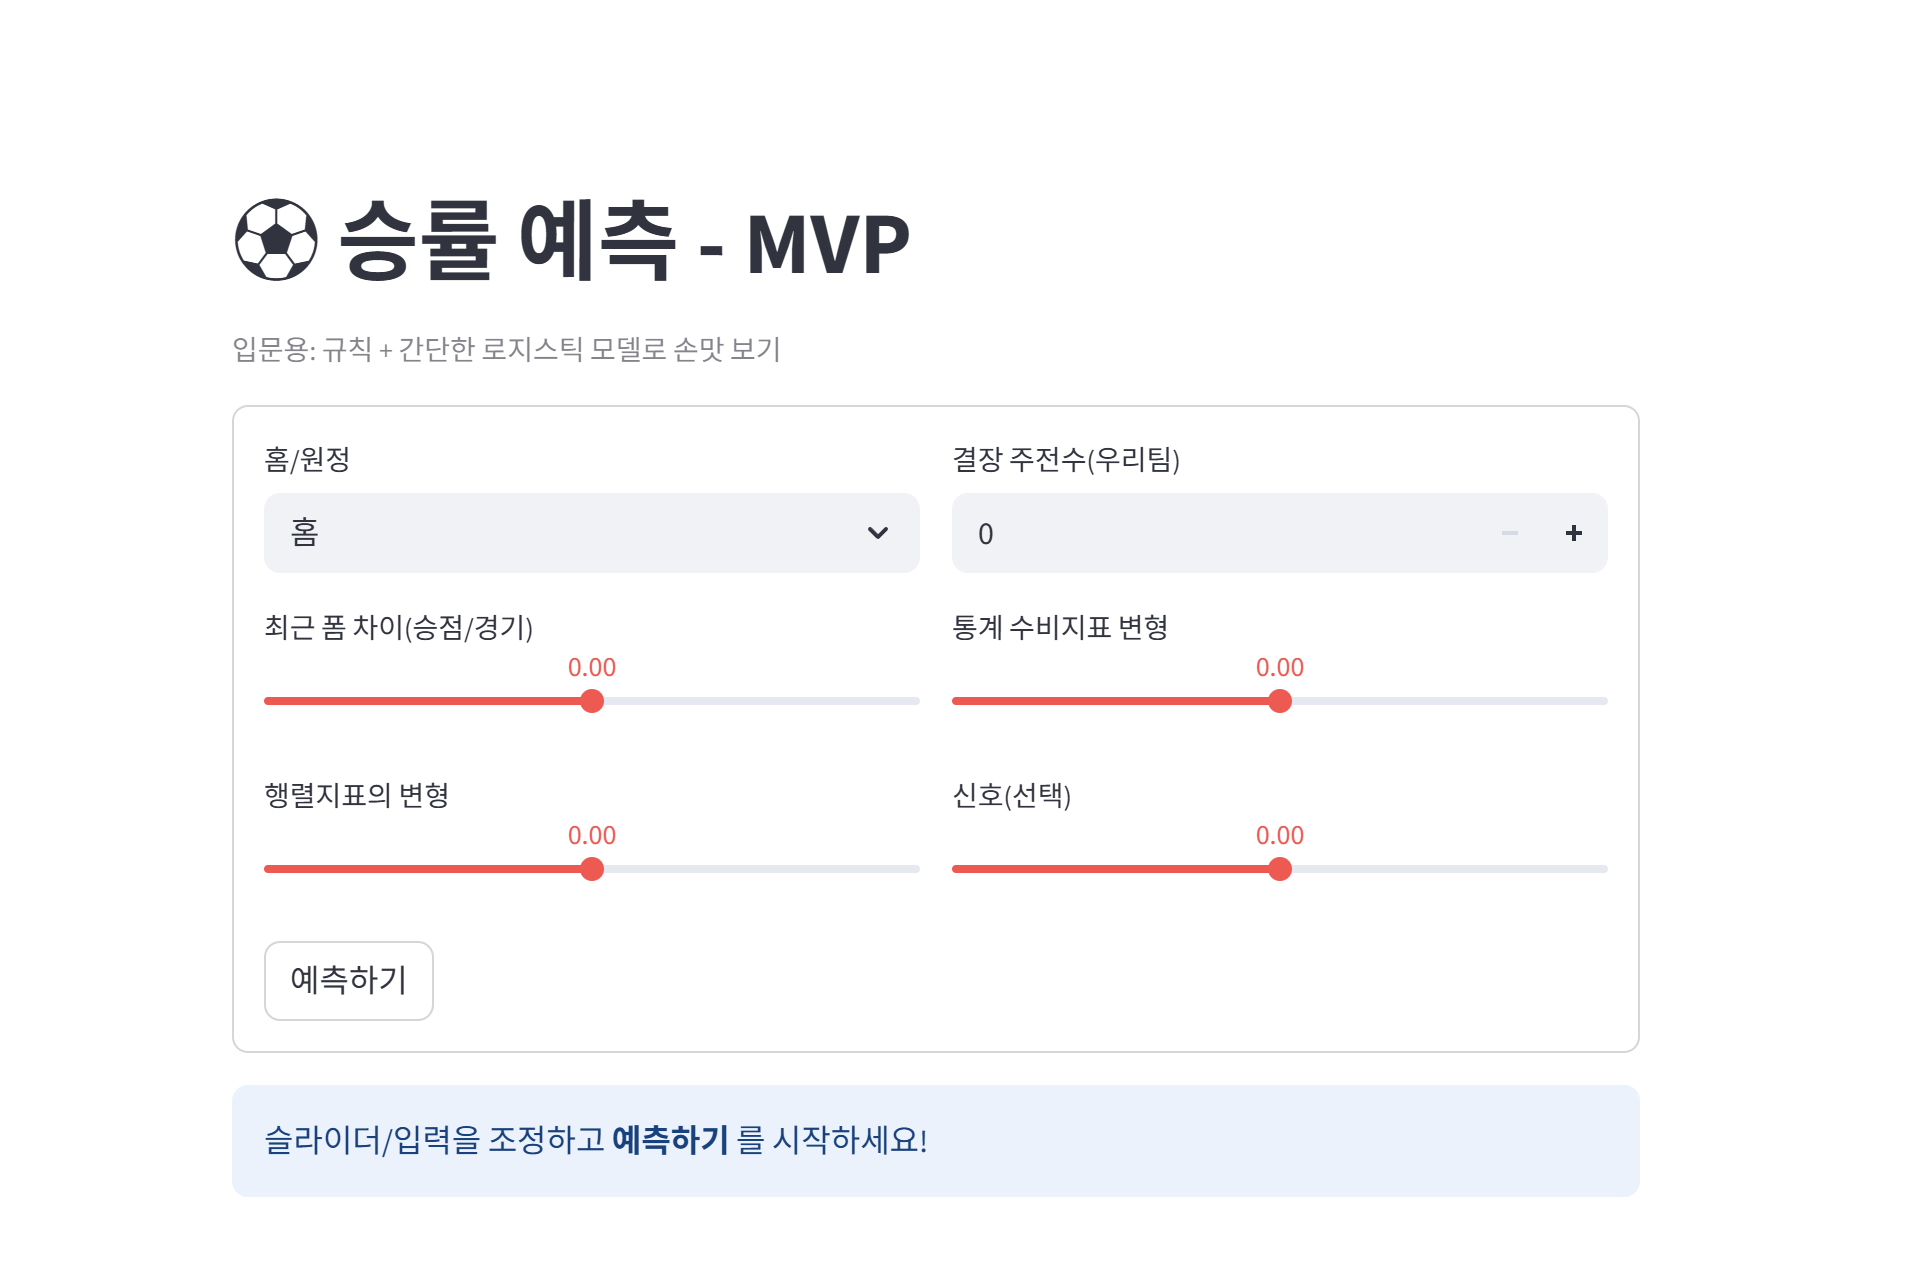 ⚽ 승률 예측 - MVP
입문용: 규칙 + 간단한 로지스틱 모델로 손맛 보기
홈/원정
결장 주전수(우리팀)
홈
0
최근 폼 차이(승점/경기)
통계 수비지표 변형
0.00
0.00
행렬지표의 변형
신호(선택)
0.00
0.00
예측하기
슬라이더/입력을 조정하고 예측하기 를 시작하세요!